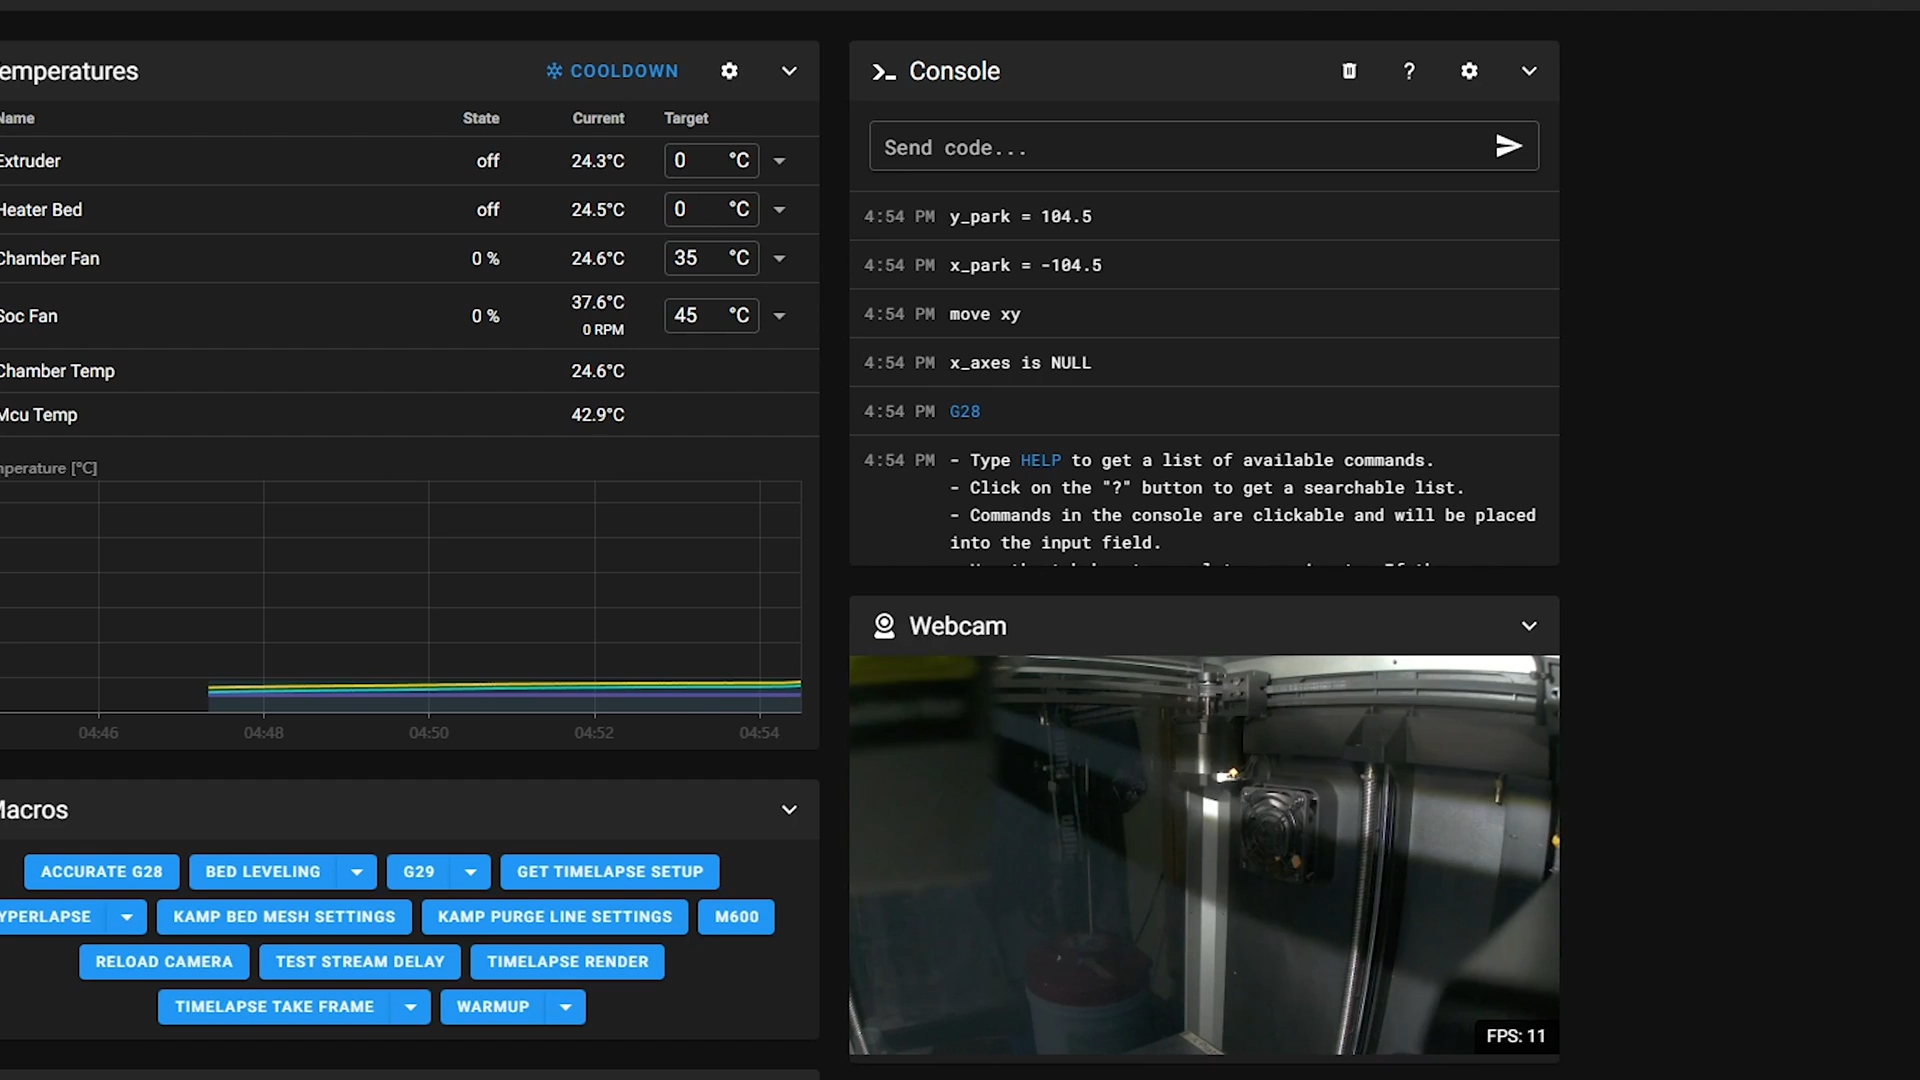 emperatures
COOLDOWN
Name State Current Target
Extruder off 24.3°C 0 °C
Heater Bed off 24.5°C 0 °C
Chamber Fan 0 % 24.6°C 35 °C
Soc Fan 0 % 37.6°C 0 RPM 45 °C
Chamber Temp 24.6°C
Mcu Temp 42.9°C
nperature [°C]
04:46 04:48 04:50 04:52 04:54
Macros
ACCURATE G28 BED LEVELING G29 GET TIMELAPSE SETUP
YPERLAPSE KAMP BED MESH SETTINGS KAMP PURGE LINE SETTINGS M600
RELOAD CAMERA TEST STREAM DELAY TIMELAPSE RENDER
TIMELAPSE TAKE FRAME WARMUP
Console ?
Send code...
4:54 PM y_park = 104.5
4:54 PM x_park = -104.5
4:54 PM move xy
4:54 PM x_axes is NULL
4:54 PM G28
4:54 PM - Type HELP to get a list of available commands.
- Click on the "?" button to get a searchable list.
- Commands in the console are clickable and will be placed
into the input field.
Webcam
FPS: 11